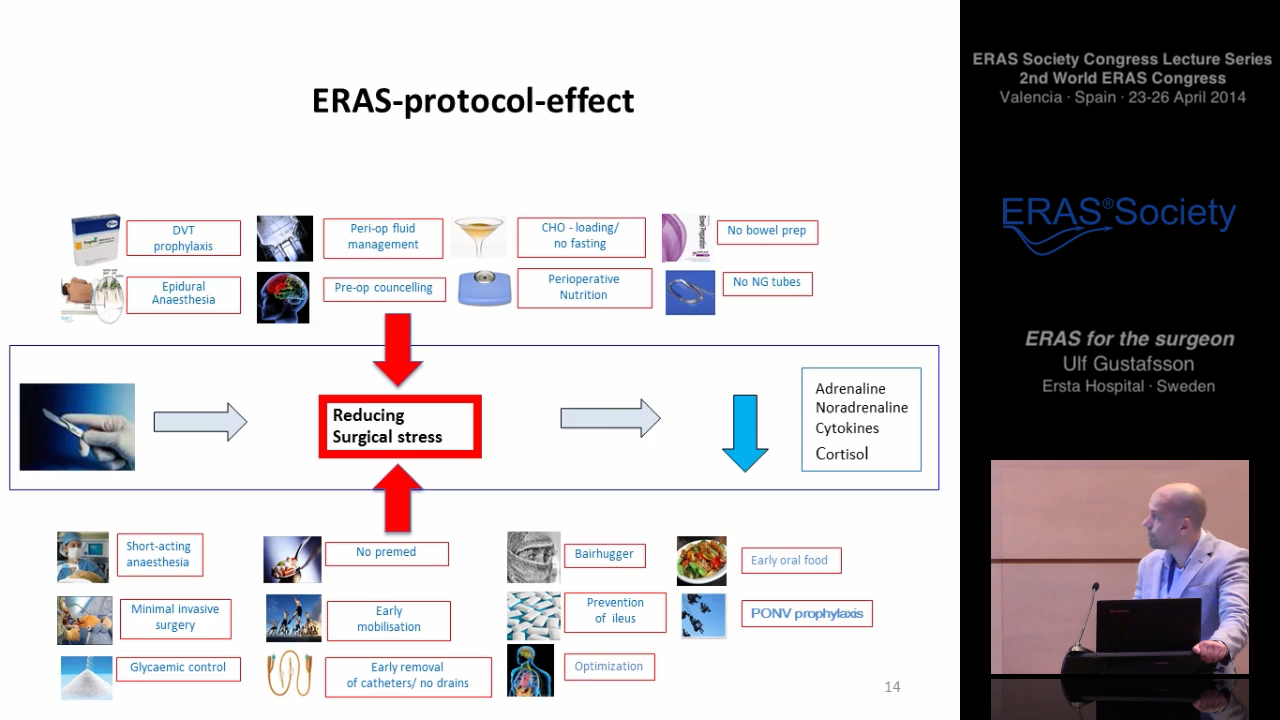 ERAS-protocol-effect
DVT
prophylaxis
Peri-op fluid
management
CHO - loading/
no fasting
No bowel prep
Epidural
Anaesthesia
Pre-op councelling
Perioperative
Nutrition
No NG tubes
Reducing
Surgical stress
Adrenaline
Noradrenaline
Cytokines
Cortisol
Short-acting
anaesthesia
No premed
Bairhugger
Early oral food
Minimal invasive
surgery
Early
mobilisation
Prevention
of ileus
PONV prophylaxis
Glycaemic control
Early removal
of catheters/ no drains
Optimization
14
ERAS Society Congress Lecture Series
2nd World ERAS Congress
Valencia · Spain · 23-26 April 2014
ERAS®Society
ERAS for the surgeon
Ulf Gustafsson
Ersta Hospital · Sweden